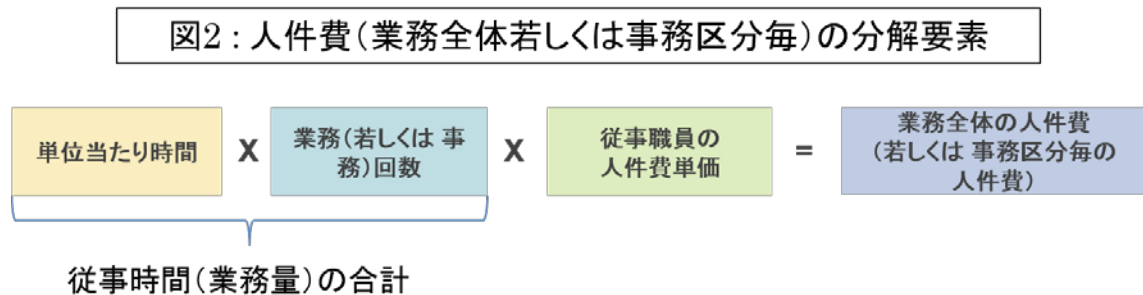 図2：人件費（業務全体若しくは事務区分毎）の分解要素
単位当たり時間
X
業務（若しくは 事
務）回数
X
従事職員の
人件費単価
=
業務全体の人件費
（若しくは 事務区分毎の
人件費）
従事時間（業務量）の合計